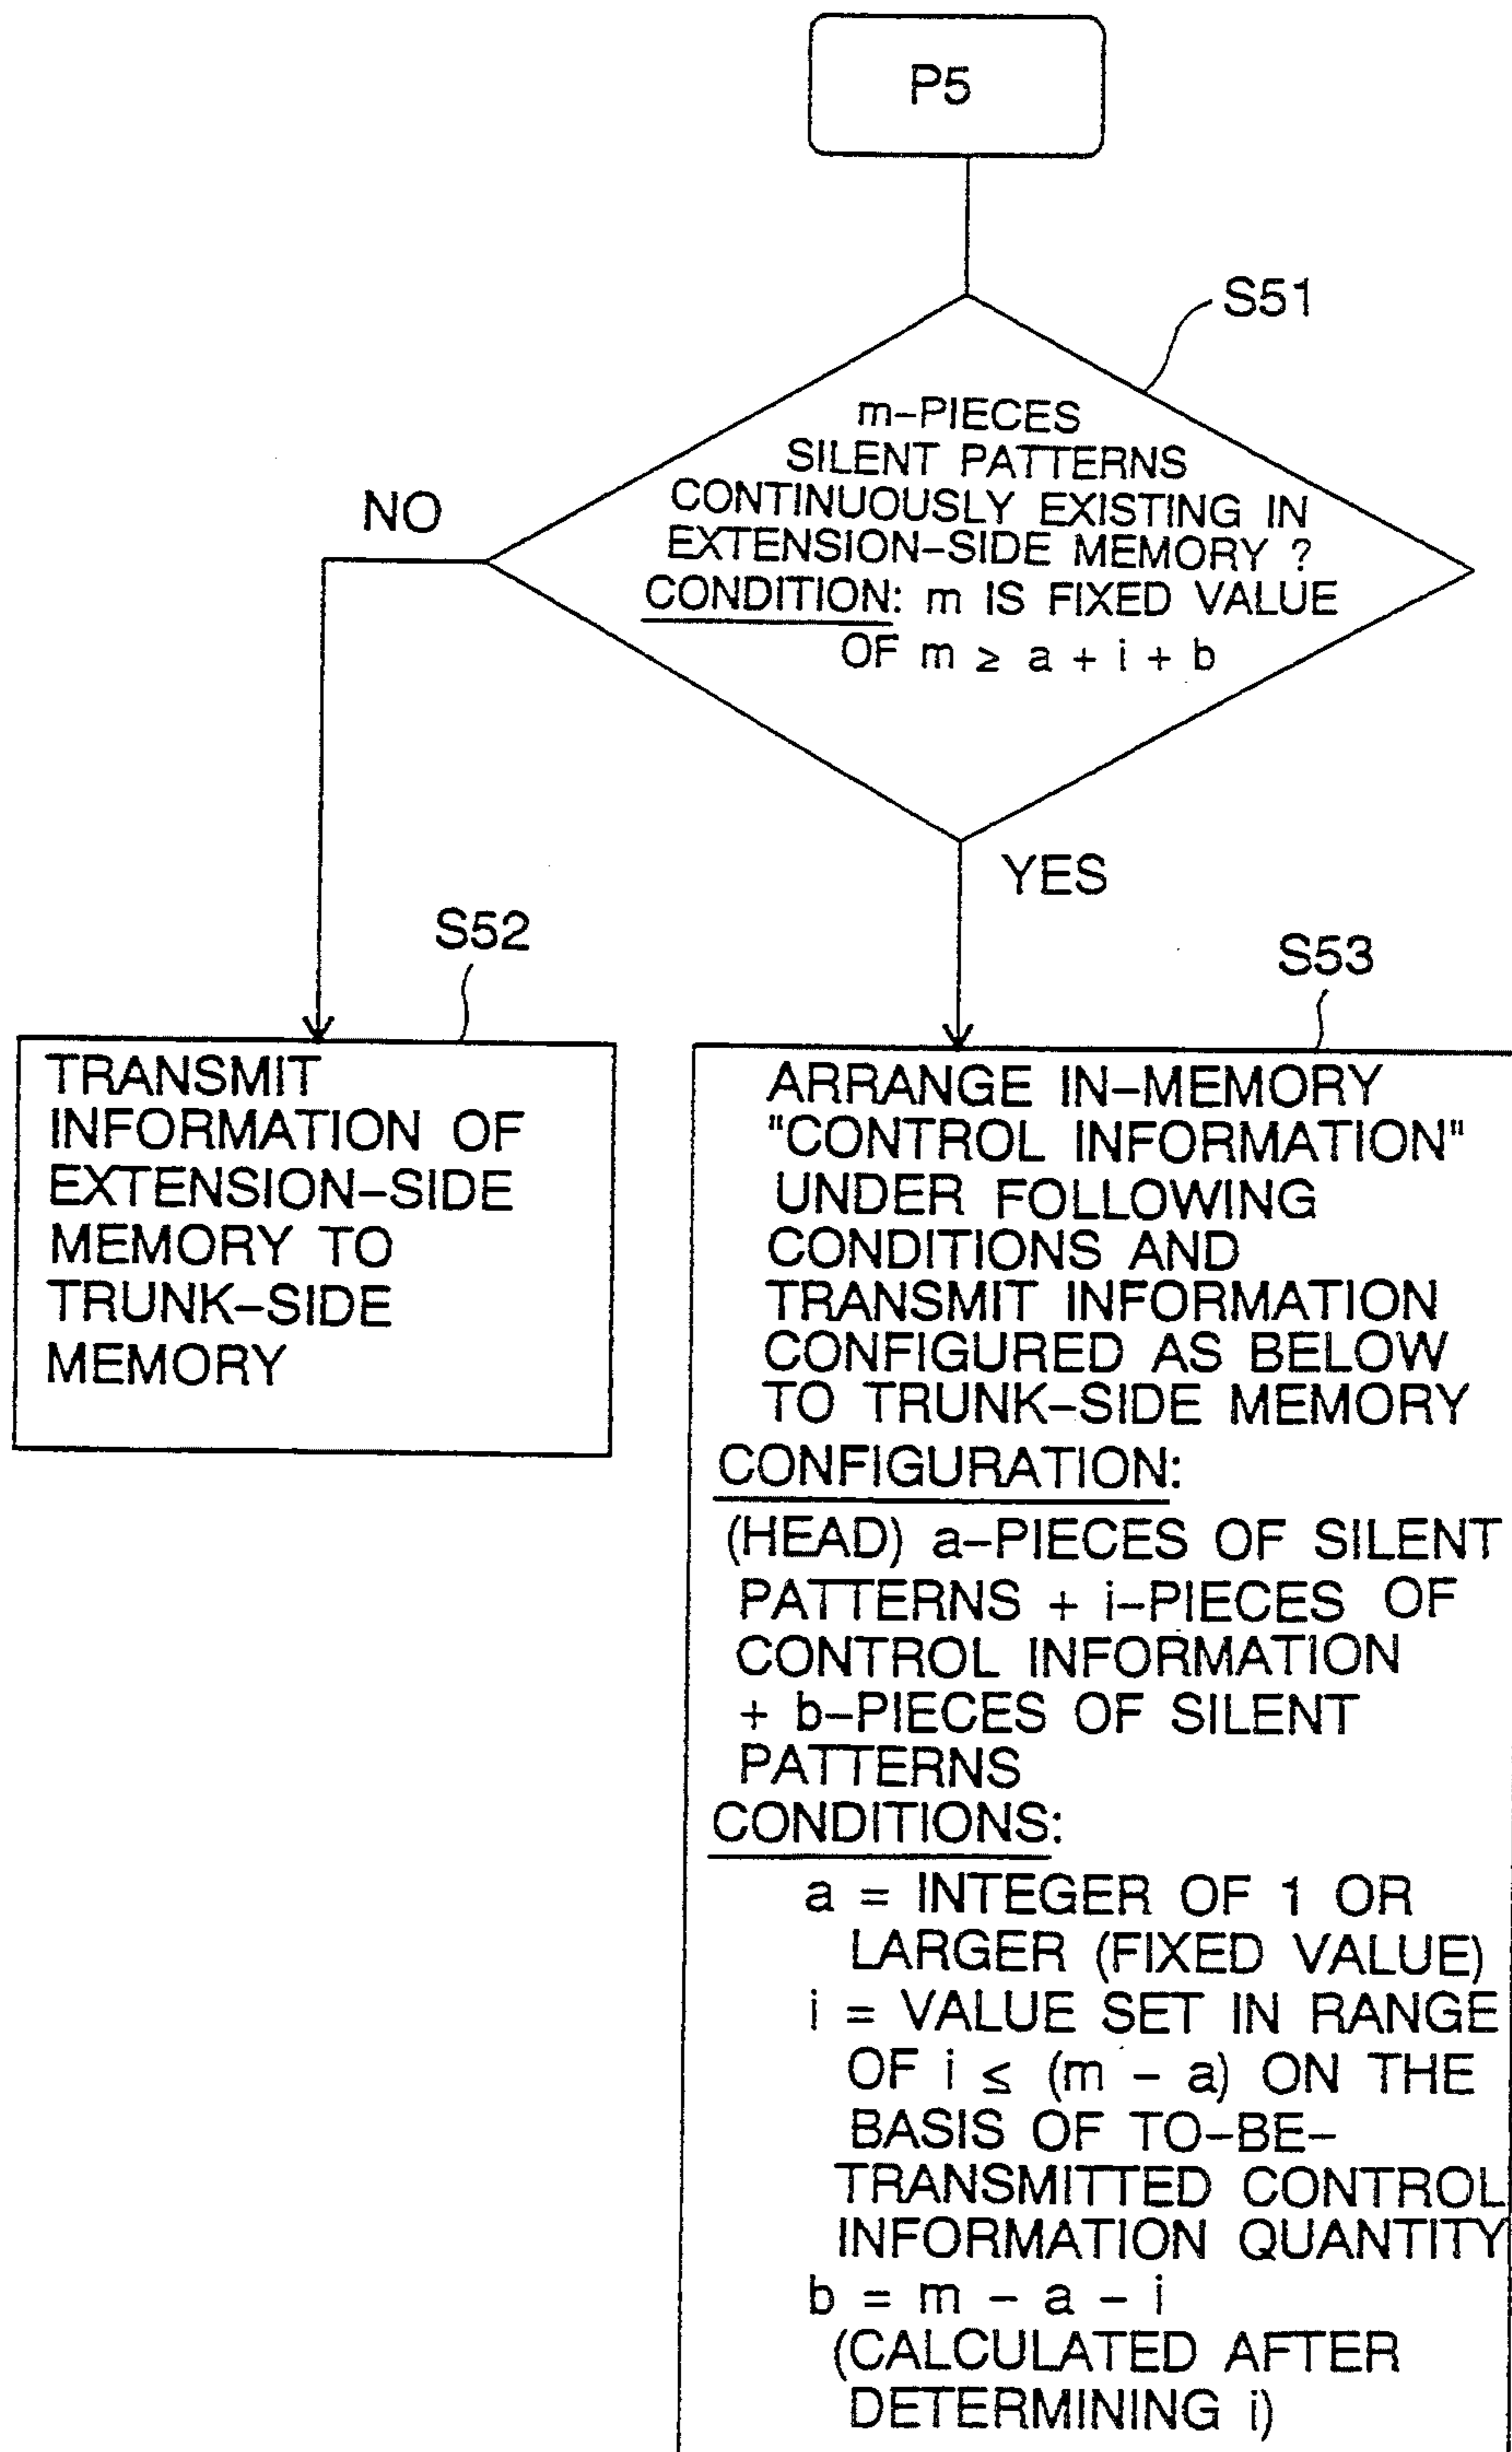 P5
S51
m-PIECES
SILENT PATTERNS
CONTINUOUSLY EXISTING IN
EXTENSION-SIDE MEMORY ?
CONDITION: m IS FIXED VALUE
OF m ≥ a + i + b
NO
YES
S52
TRANSMIT
INFORMATION OF
EXTENSION-SIDE
MEMORY TO
TRUNK-SIDE
MEMORY
S53
ARRANGE IN-MEMORY
"CONTROL INFORMATION"
UNDER FOLLOWING
CONDITIONS AND
TRANSMIT INFORMATION
CONFIGURED AS BELOW
TO TRUNK-SIDE MEMORY
CONFIGURATION:
(HEAD) a-PIECES OF SILENT
PATTERNS + i-PIECES OF
CONTROL INFORMATION
+ b-PIECES OF SILENT
PATTERNS
CONDITIONS:
a = INTEGER OF 1 OR
LARGER (FIXED VALUE)
i = VALUE SET IN RANGE
OF i ≤ (m - a) ON THE
BASIS OF TO-BE-
TRANSMITTED CONTROL
INFORMATION QUANTITY
b = m - a - i
(CALCULATED AFTER
DETERMINING i)